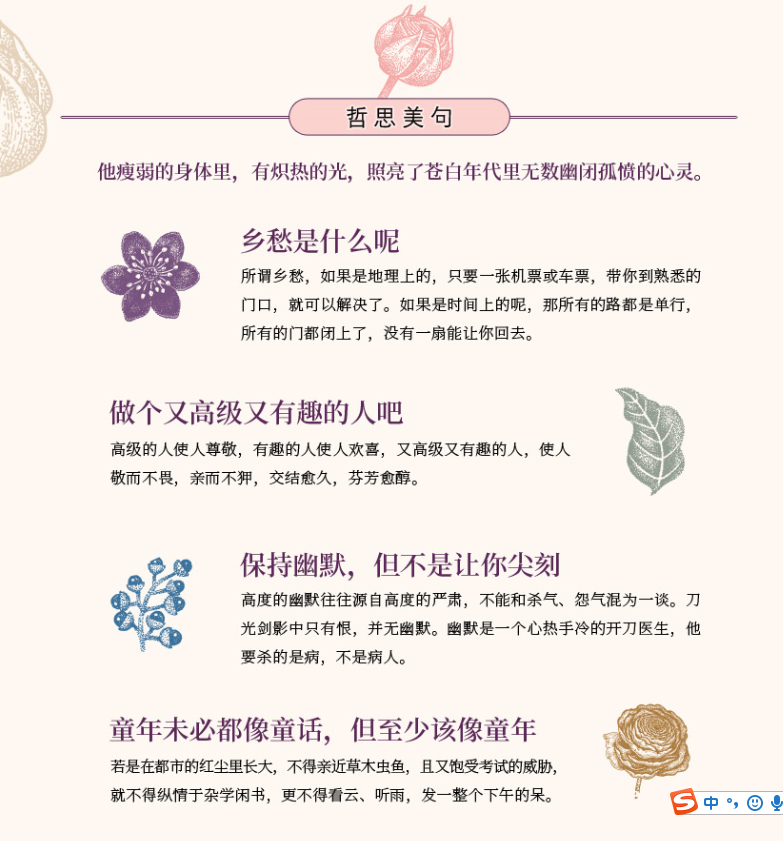 哲思美句
他瘦弱的身体里，有炽热的光，照亮了苍白年代里无数幽闭孤愤的心灵。
乡愁是什么呢
所谓乡愁，如果是地理上的，只要一张机票或车票，带你到熟悉的
门口，就可以解决了。如果是时间上的呢，那所有的路都是单行，
所有的门都闭上了，没有一扇能让你回去。
做个又高级又有趣的人吧
高级的人使人尊敬，有趣的人使人欢喜，又高级又有趣的人，使人
敬而不畏，亲而不狎，交结愈久，芬芳愈醇。
保持幽默，但不是让你尖刻
高度的幽默往往源自高度的严肃，不能和杀气、怨气混为一谈。刀
光剑影中只有恨，并无幽默。幽默是一个心热手冷的开刀医生，他
要杀的是病，不是病人。
童年未必都像童话，但至少该像童年
若是在都市的红尘里长大，不得亲近草木虫鱼，且又饱受考试的威胁，
就不得纵情于杂学闲书，更不得看云、听雨，发一整个下午的呆。
S中